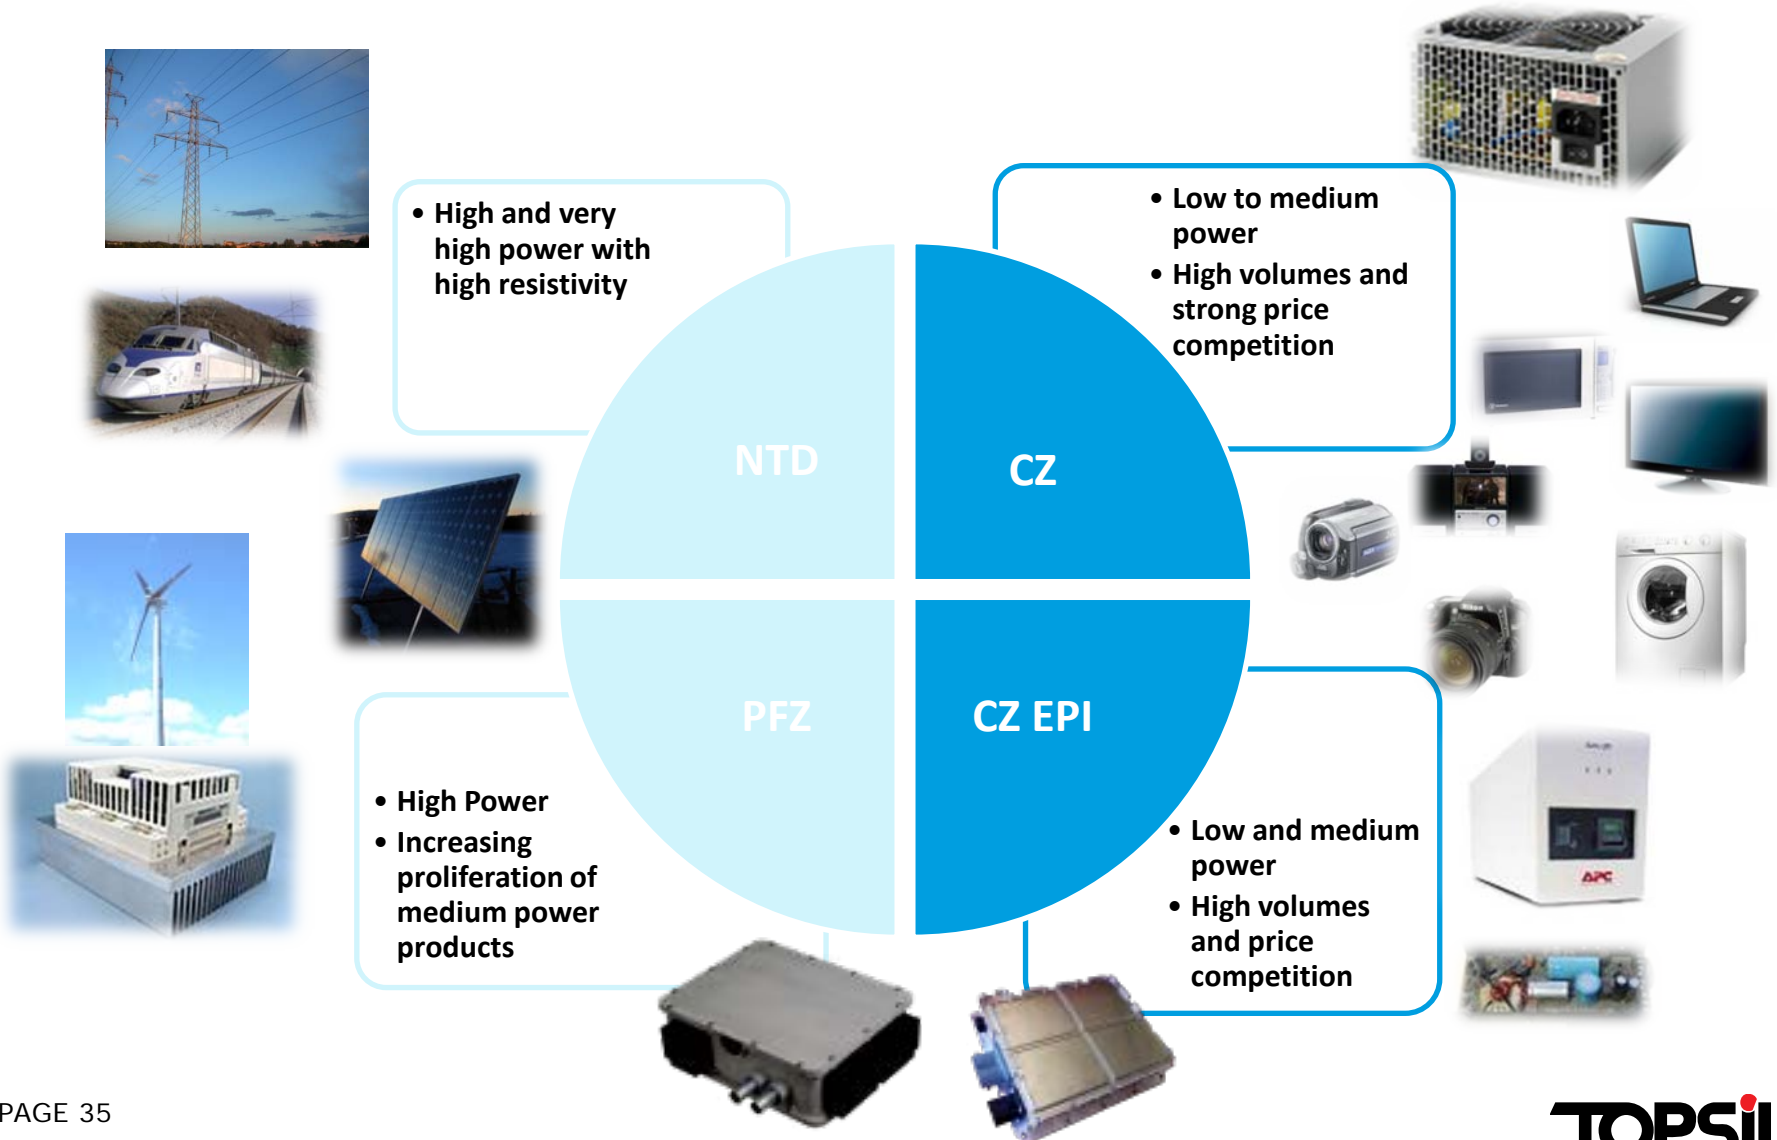 • High and very
high power with
high resistivity
• Low to medium
power
• High volumes and
strong price
competition
NTD
CZ
PFZ
CZ EPI
• High Power
• Increasing
proliferation of
medium power
products
• Low and medium
power
• High volumes
and price
competition
Nikon
APC
PAGE 35
TOPSiL